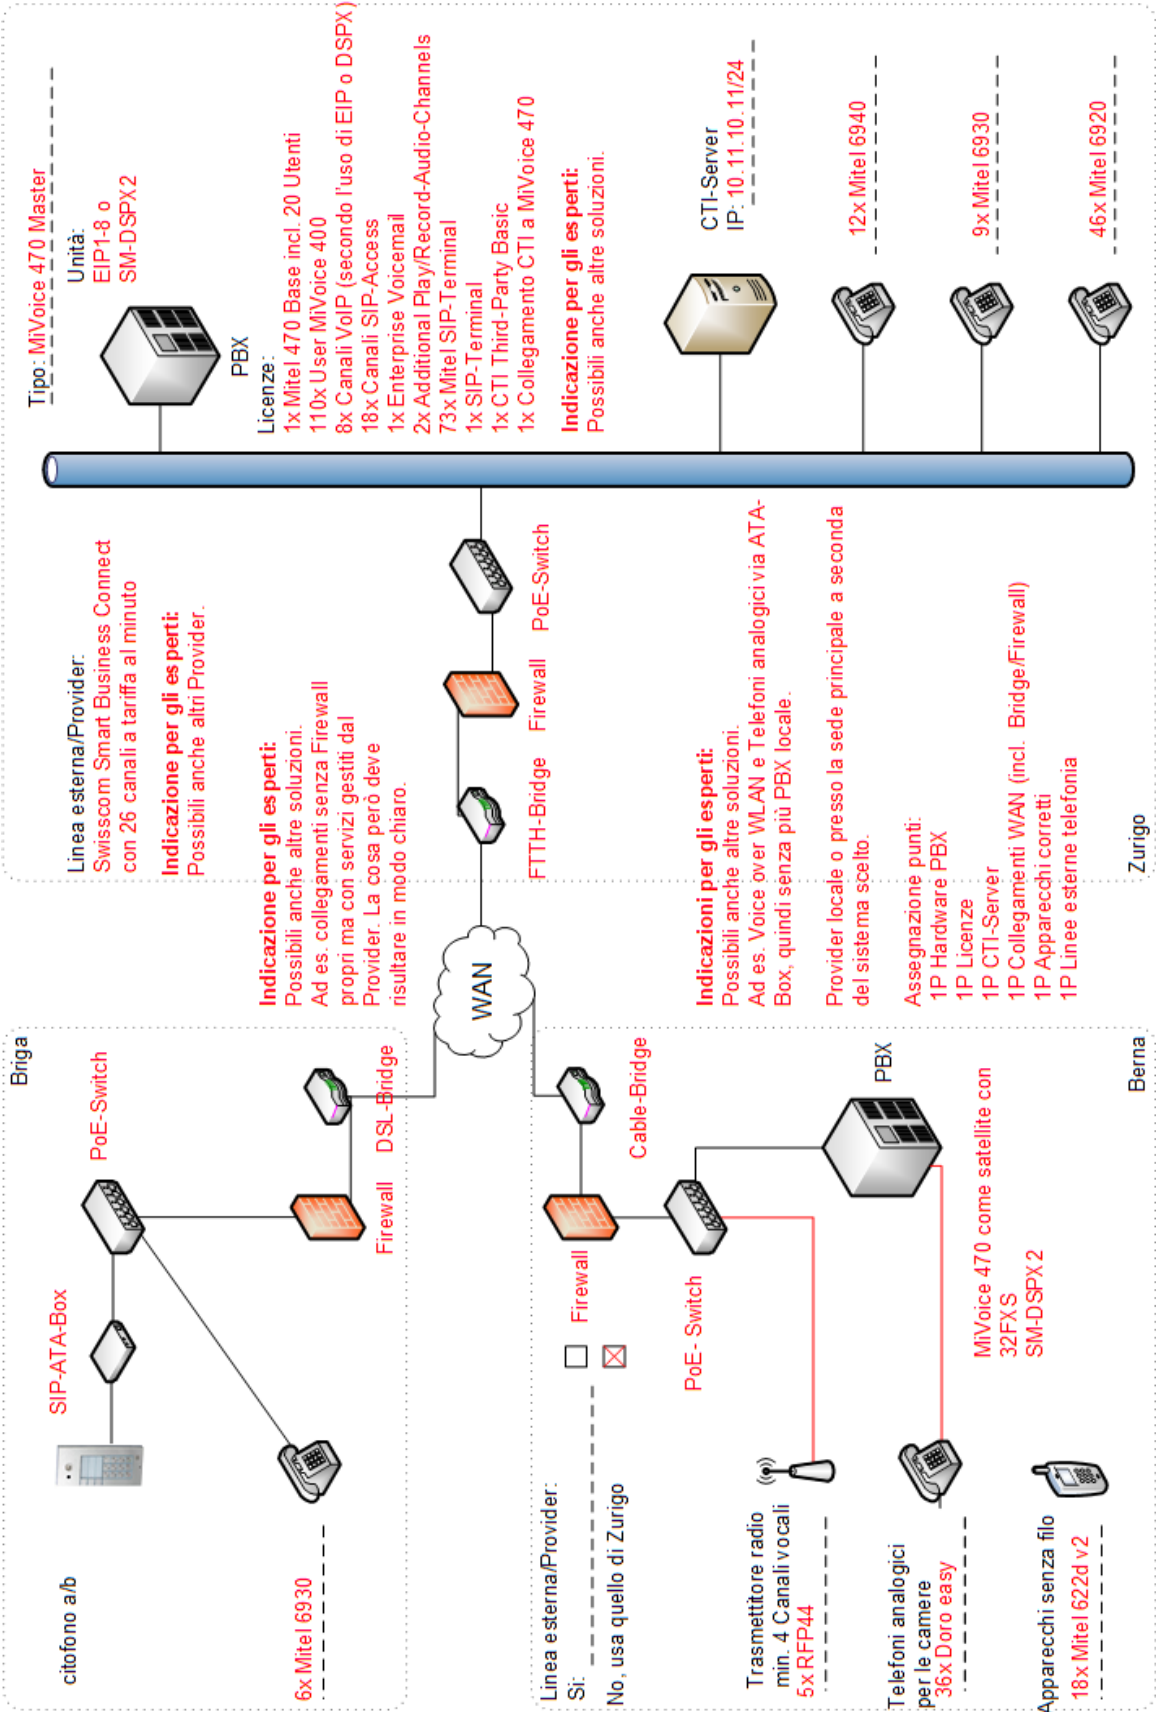 Briga
citofono a/b
SIP-ATA-Box
PoE-Switch
6x Mitel 6930
Firewall
DSL-Bridge
WAN
Linea esterna/Provider:
Swisscom Smart Business Connect
con 26 canali a tariffa al minuto
Indicazione per gli esperti:
Possibili anche altri Provider.
Indicazione per gli esperti:
Possibili anche altre soluzioni.
Ad es. collegamenti senza Firewall
propri ma con servizi gestiti dal
Provider. La cosa però deve
risultare in modo chiaro.
FTTH-Bridge
Firewall
PoE-Switch
Tipo: MiVoice 470 Master
Unità:
EIP1-8 o
SM-DSPX2
PBX
Licenze:
1x Mitel 470 Base incl. 20 Utenti
110x User MiVoice 400
8x Canali VoIP (secondo l'uso di EIP o DSPX)
18x Canali SIP-Access
1x Enterprise Voicemail
2x Additional Play/Record-Audio-Channels
73x Mitel SIP-Terminal
1x SIP-Terminal
1x CTI Third-Party Basic
1x Collegamento CTI a MiVoice 470
Indicazione per gli esperti:
Possibili anche altre soluzioni.
CTI-Server
IP: 10.11.10.11/24
12x Mitel 6940
9x Mitel 6930
46x Mitel 6920
Indicazioni per gli esperti:
Possibili anche altre soluzioni.
Ad es. Voice over WLAN e Telefoni analogici via ATA-
Box, quindi senza più PBX locale.
Provider locale o presso la sede principale a seconda
del sistema scelto.
Assegnazione punti:
1P Hardware PBX
1P Licenze
1P CTI-Server
1P Collegamenti WAN (incl. Bridge/Firewall)
1P Apparecchi corretti
1P Linee esterne telefonia
Zurigo
Linea esterna/Provider:
Si:
No, usa quello di Zurigo
Firewall
Cable-Bridge
PoE- Switch
Trasmettitore radio
min. 4 Canali vocali
5x RFP44
PBX
Telefoni analogici
per le camere
36x Doro easy
MiVoice 470 come satellite con
32FXS
SM-DSPX2
Apparecchi senza filo
18x Mitel 622d v2
Berna